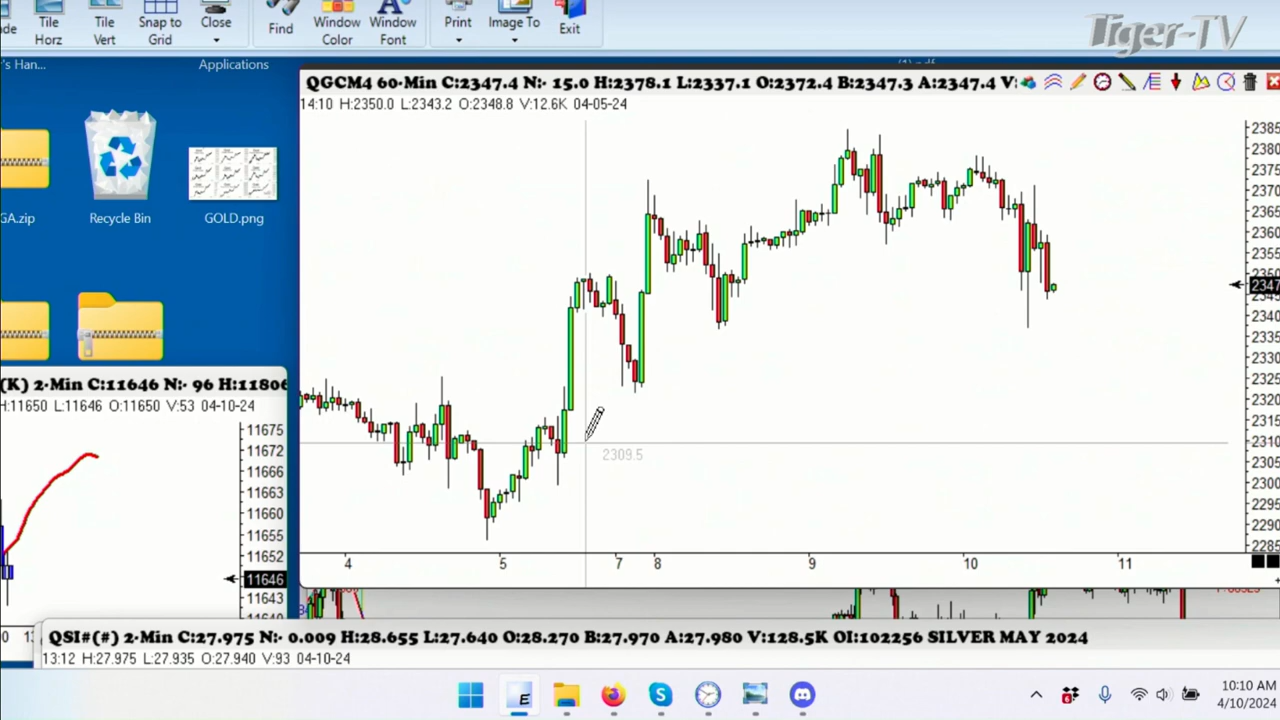 ade
Tile Horz
Tile Vert
Snap to Grid
Close
Find
Window Color
Window Font
Print
Image To
Exit
Tiger-TV
's Han...
Applications
GA.zip
Recycle Bin
GOLD.png
QGCM4 60-Min C:2347.4 N:- 15.0 H:2378.1 L:2337.1 O:2372.4 B:2347.3 A:2347.4 V:
14:10 H:2350.0 L:2343.2 O:2348.8 V:12.6K 04-05-24
2385
2380
2375
2370
2365
2360
2355
2350
2347
2340
2335
2330
2325
2320
2315
2310
2305
2300
2295
2290
2285
2309.5
4 5 7 8 9 10 11
(K) 2-Min C:11646 N:- 96 H:11806
H:11650 L:11646 O:11650 V:53 04-10-24
11675
11672
11666
11663
11660
11655
11652
11646
11643
QSI#(#) 2-Min C:27.975 N:- 0.009 H:28.655 L:27.640 O:28.270 B:27.970 A:27.980 V:128.5K OI:102256 SILVER MAY 2024
13:12 H:27.975 L:27.935 O:27.940 V:93 04-10-24
10:10 AM
4/10/2024